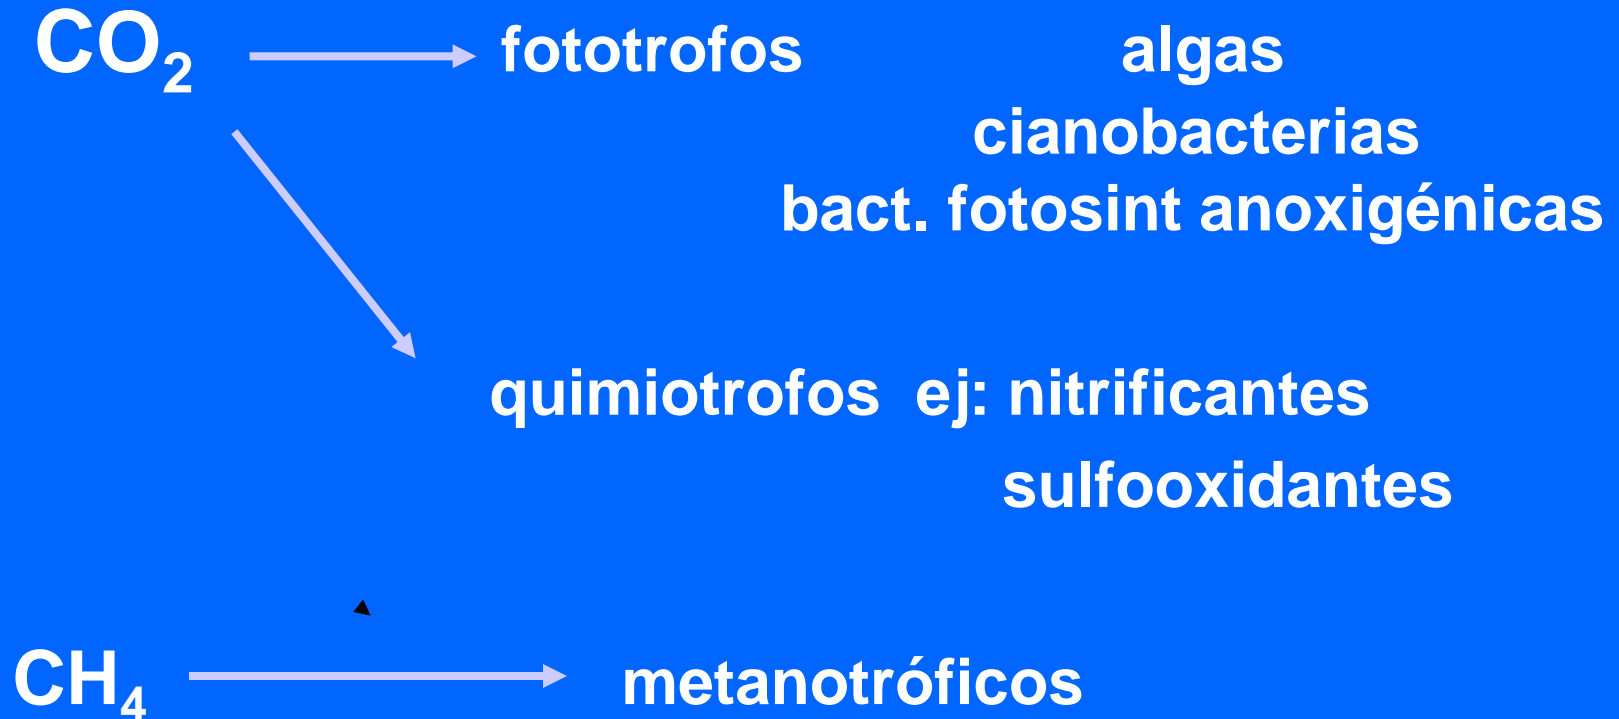 CO₂ fototrofos algas
cianobacterias
bact. fotosint anoxigénicas
quimiotrofos ej: nitrificantes
sulfooxidantes
CH₄ metanotróficos